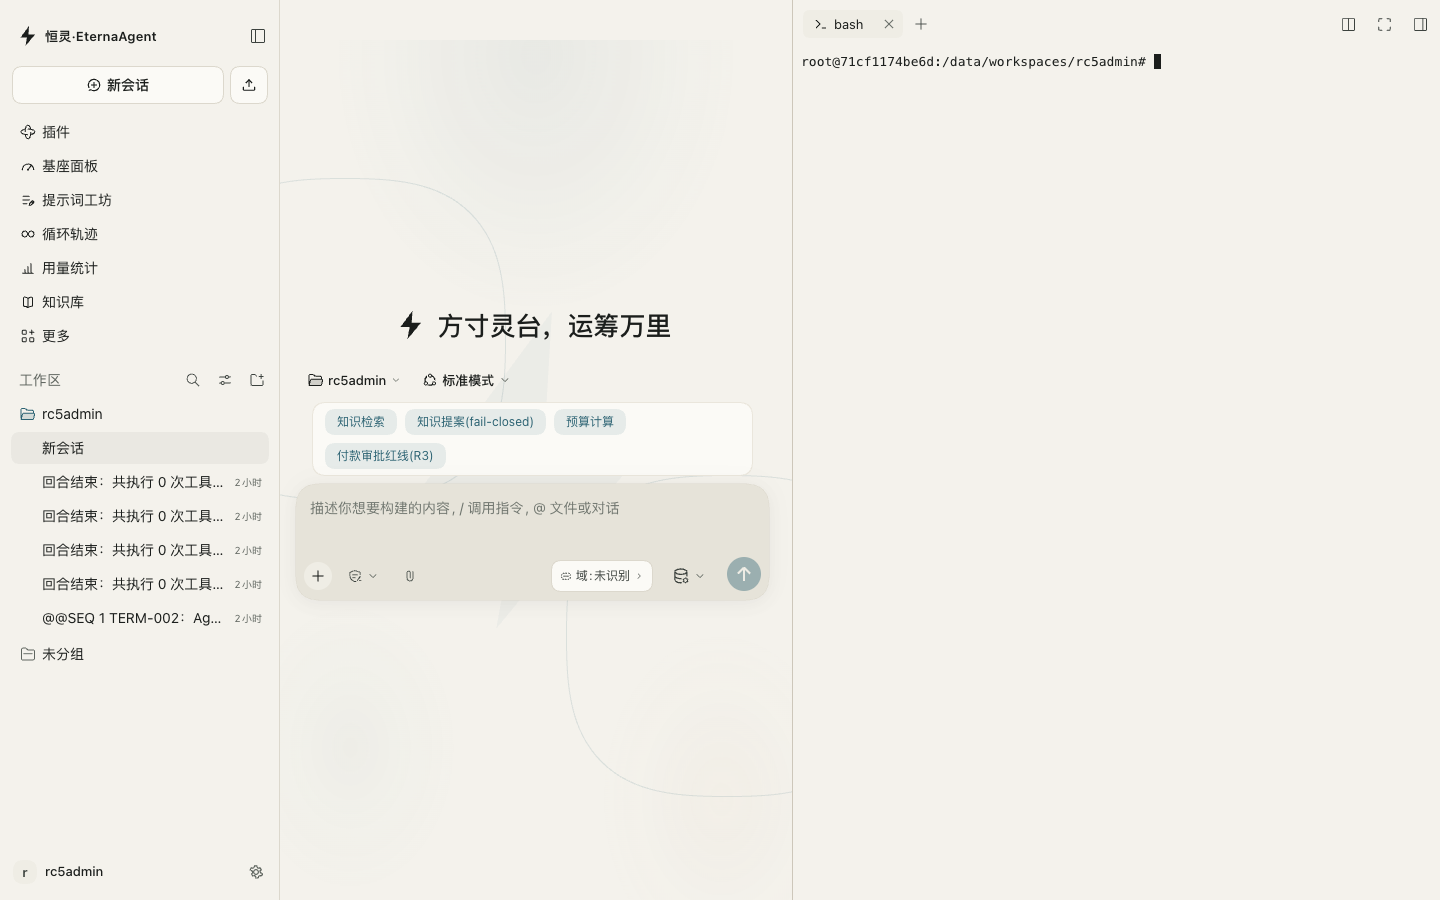 恒灵·EternaAgent
新会话
插件
基座面板
提示词工坊
循环轨迹
用量统计
知识库
更多
工作区
rc5admin
新会话
回合结束：共执行 0 次工具... 2小时
回合结束：共执行 0 次工具... 2小时
回合结束：共执行 0 次工具... 2小时
回合结束：共执行 0 次工具... 2小时
@@SEQ 1 TERM-002：Ag... 2小时
未分组
r rc5admin
方寸灵台，运筹万里
rc5admin 标准模式
知识检索 知识提案(fail-closed) 预算计算
付款审批红线(R3)
描述你想要构建的内容, / 调用指令, @ 文件或对话
域:未识别
bash
root@71cf1174be6d:/data/workspaces/rc5admin#